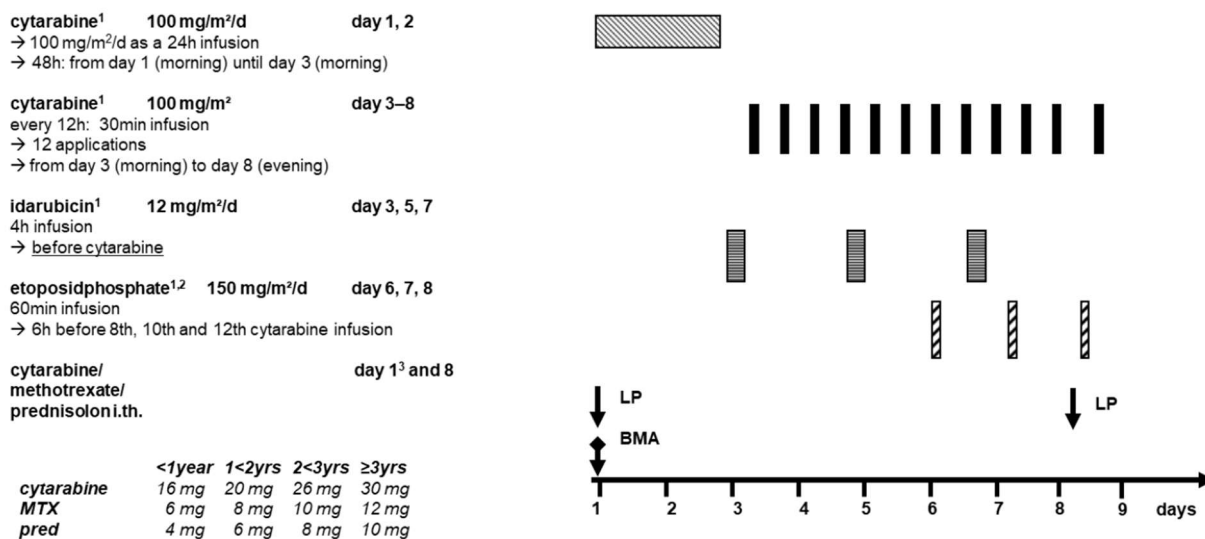 cytarabine¹ 100 mg/m²/d day 1, 2
→ 100 mg/m²/d as a 24h infusion
→ 48h: from day 1 (morning) until day 3 (morning)
cytarabine¹ 100 mg/m² day 3–8
every 12h: 30min infusion
→ 12 applications
→ from day 3 (morning) to day 8 (evening)
idarubicin¹ 12 mg/m²/d day 3, 5, 7
4h infusion
→ before cytarabine
etoposidphosphate¹,² 150 mg/m²/d day 6, 7, 8
60min infusion
→ 6h before 8th, 10th and 12th cytarabine infusion
cytarabine/ day 1³ and 8
methotrexate/
prednisolon i.th.
LP LP
BMA
<1year 1<2yrs 2<3yrs ≥3yrs
cytarabine 16 mg 20 mg 26 mg 30 mg
MTX 6 mg 8 mg 10 mg 12 mg
pred 4 mg 6 mg 8 mg 10 mg
1 2 3 4 5 6 7 8 9 days